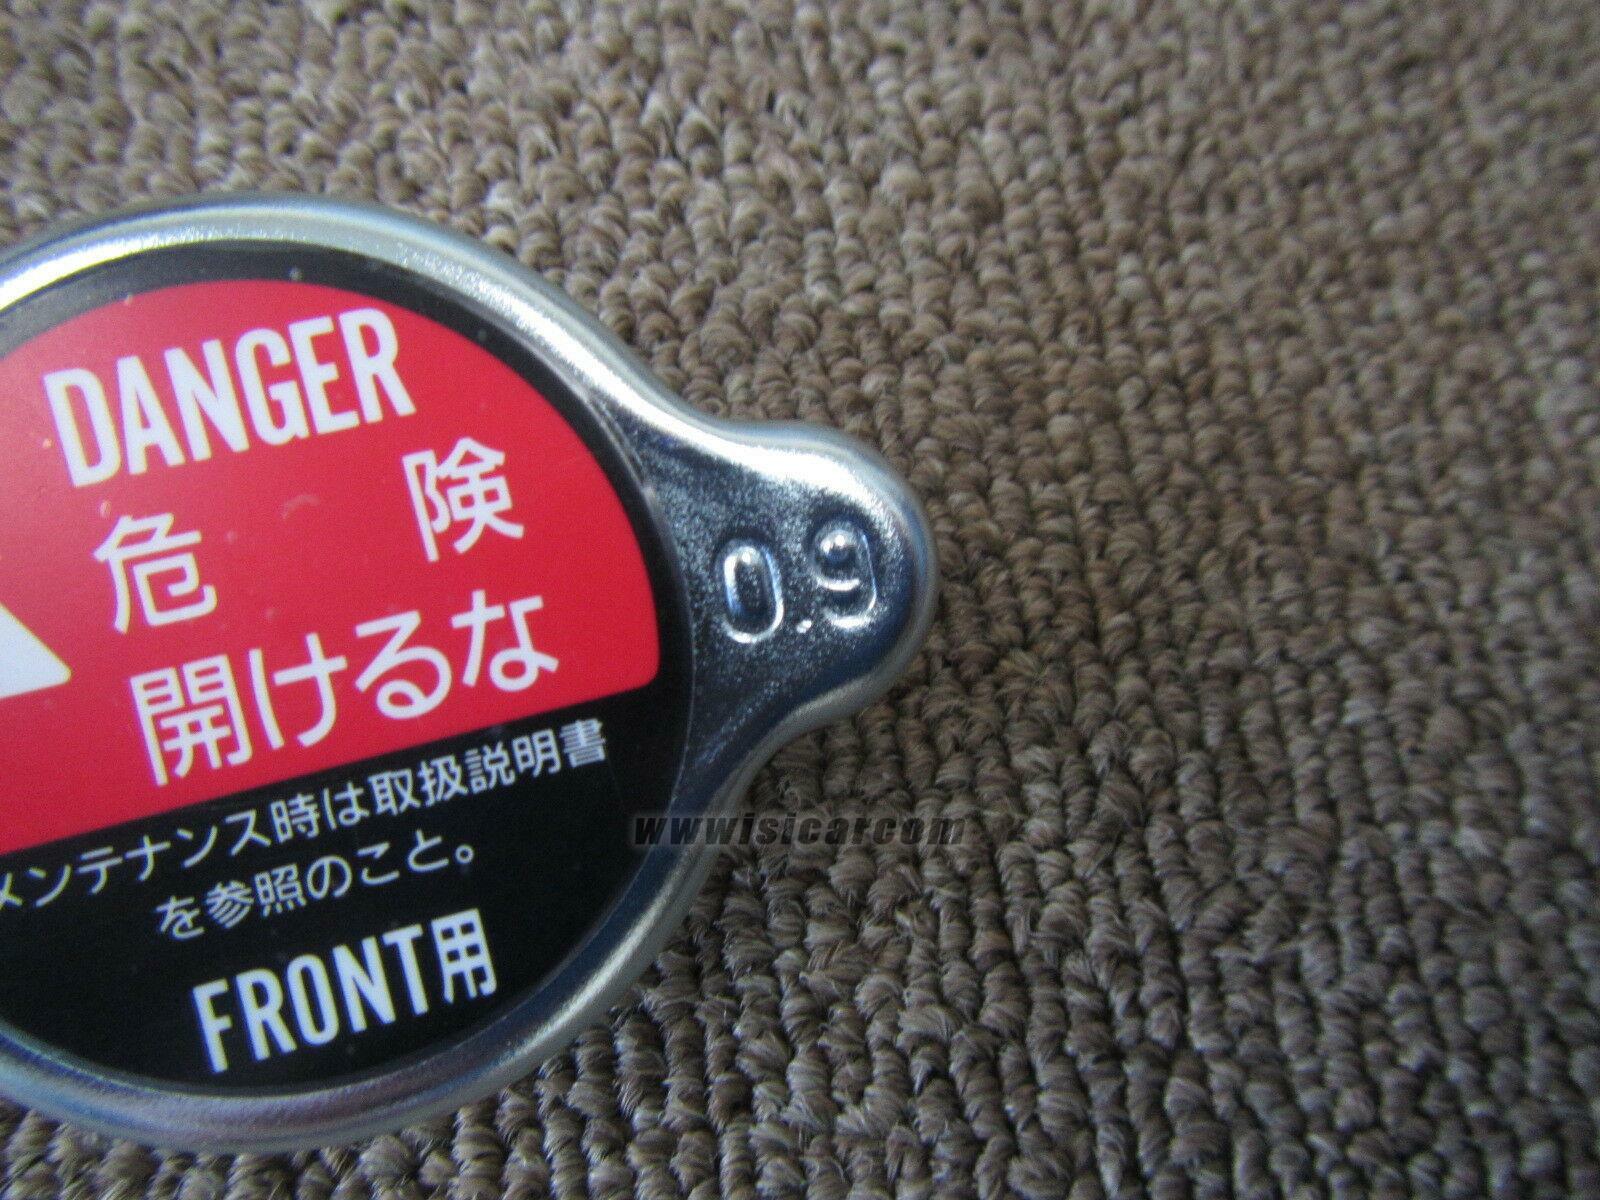 DANGER
危 険
開けるな
メンテナンス時は取扱説明書
を参照のこと。
FRONT用
0.9
wwwisicarcom